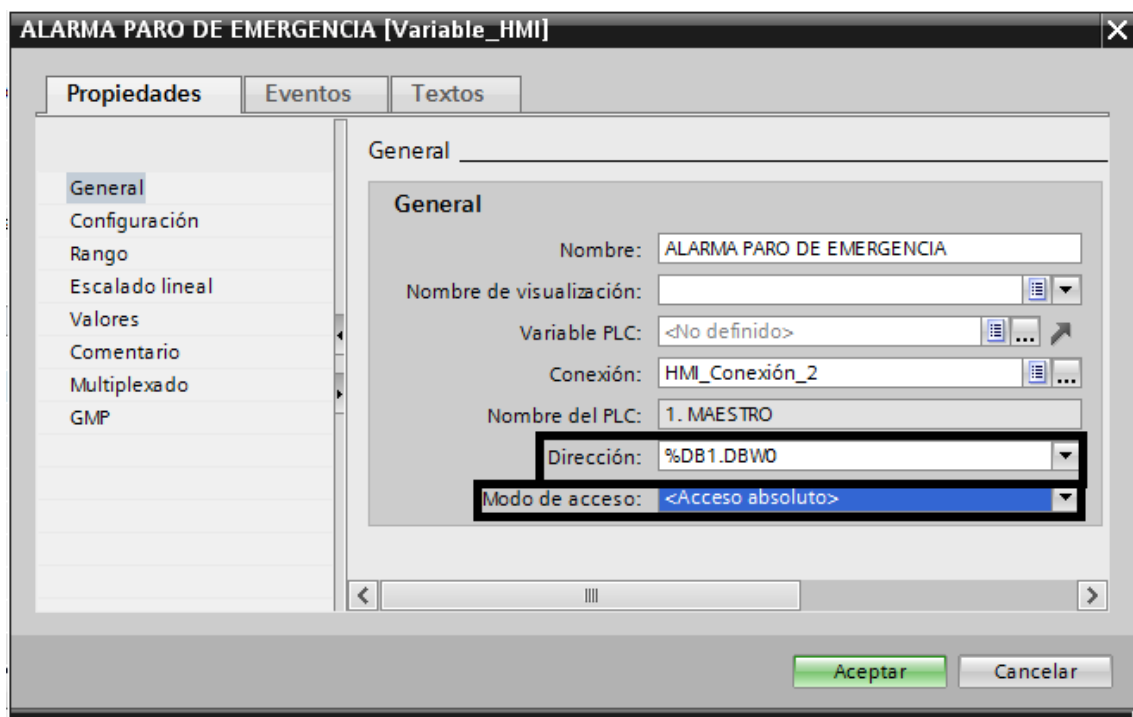 ALARMA PARO DE EMERGENCIA [Variable_HMI]
Propiedades Eventos Textos
General
General
Configuración
Rango
Escalado lineal
Valores
Comentario
Multiplexado
GMP
General
Nombre: ALARMA PARO DE EMERGENCIA
Nombre de visualización:
Variable PLC: <No definido>
Conexión: HMI_Conexión_2
Nombre del PLC: 1. MAESTRO
Dirección: %DB1.DBW0
Modo de acceso: <Acceso absoluto>
Aceptar Cancelar